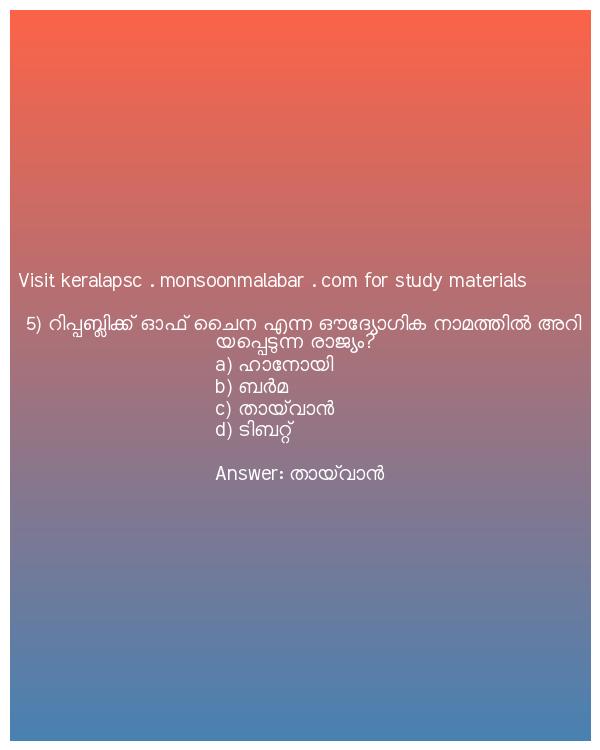 Visit keralapsc . monsoonmalabar . com for study materials
5) റിപ്പബ്ലിക്ക് ഓഫ് ചൈന എന്ന ഔദ്യോഗിക നാമത്തിൽ അറി
യപ്പെടുന്ന രാജ്യം?
a) ഹാനോയി
b) ബർമ
c) തായ്‌വാൻ
d) ടിബറ്റ്
Answer: തായ്‌വാൻ